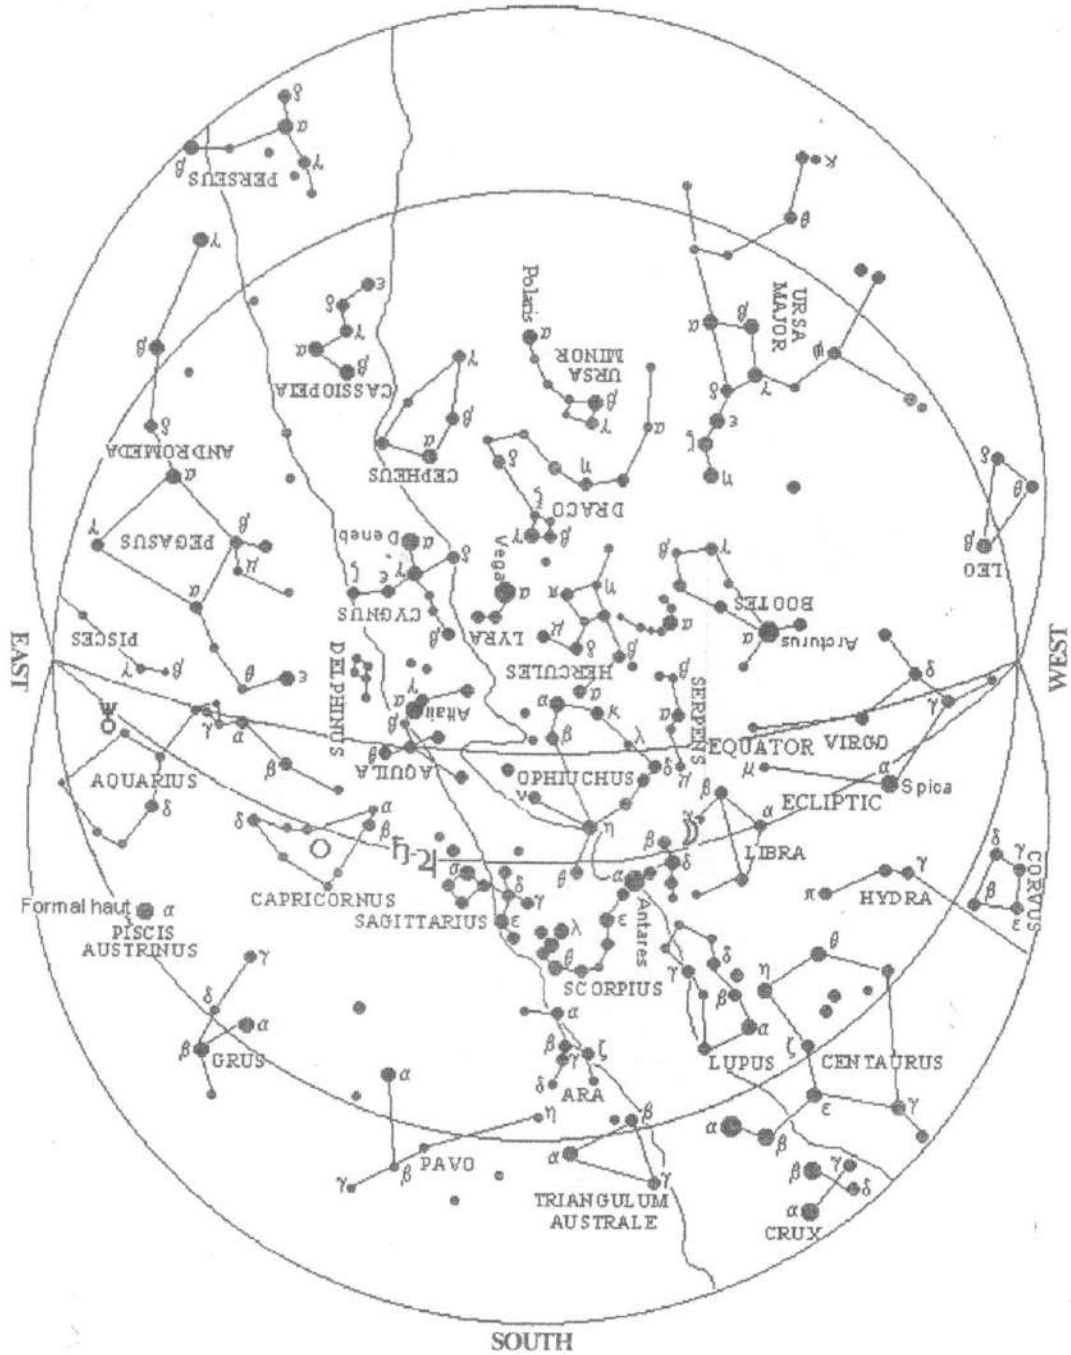 δ
α
β
γ
PERSEUS
κ
θ
γ
ε
δ
γ
α
β
CASSIOPEIA
Polaris
α
URSA
MINOR
β
γ
URSA
MAJOR
α
β
γ
δ
ε
ζ
η
ψ
β
δ
ANDROMEDA
α
γ
β
α
CEPHEUS
α
η
δ
ξ
DRACO
γ
β
δ
θ
β
LEO
γ
PEGASUS
β
μ
α
Deneb
α
δ
γ
ε
ζ
CYGNUS
β
Vega
α
LYRA
η
π
μ
δ
β
HERCULES
α
β
γ
BOOTES
α
Arcturus
EAST
WEST
PISCES
γ
β
θ
ε
DELPHINUS
γ
α
Altair
β
θ
AQUILA
α
κ
α
β
λ
δ
OPHIUCHUS
ν
η
θ
β
α
μ
SERPENS
δ
γ
EQUATOR
VIRGO
μ
α
Spica
ECLIPTIC
γ
α
AQUARIUS
β
δ
δ
α
β
CAPRICORNUS
β
α
LIBRA
σ
δ
γ
ε
SAGITTARIUS
β
δ
α
Antares
ε
λ
θ
SCORPIUS
π
γ
HYDRA
δ
γ
β
ε
CORVUS
Formal haut
α
PISCIS
AUSTRINUS
γ
δ
α
β
GRUS
γ
δ
β
α
LUPUS
θ
η
ζ
CENTAURUS
ε
γ
α
β
α
β
ζ
γ
δ
ARA
α
η
β
γ
PAVO
β
α
γ
TRIANGULUM
AUSTRALE
β
γ
δ
α
CRUX
SOUTH